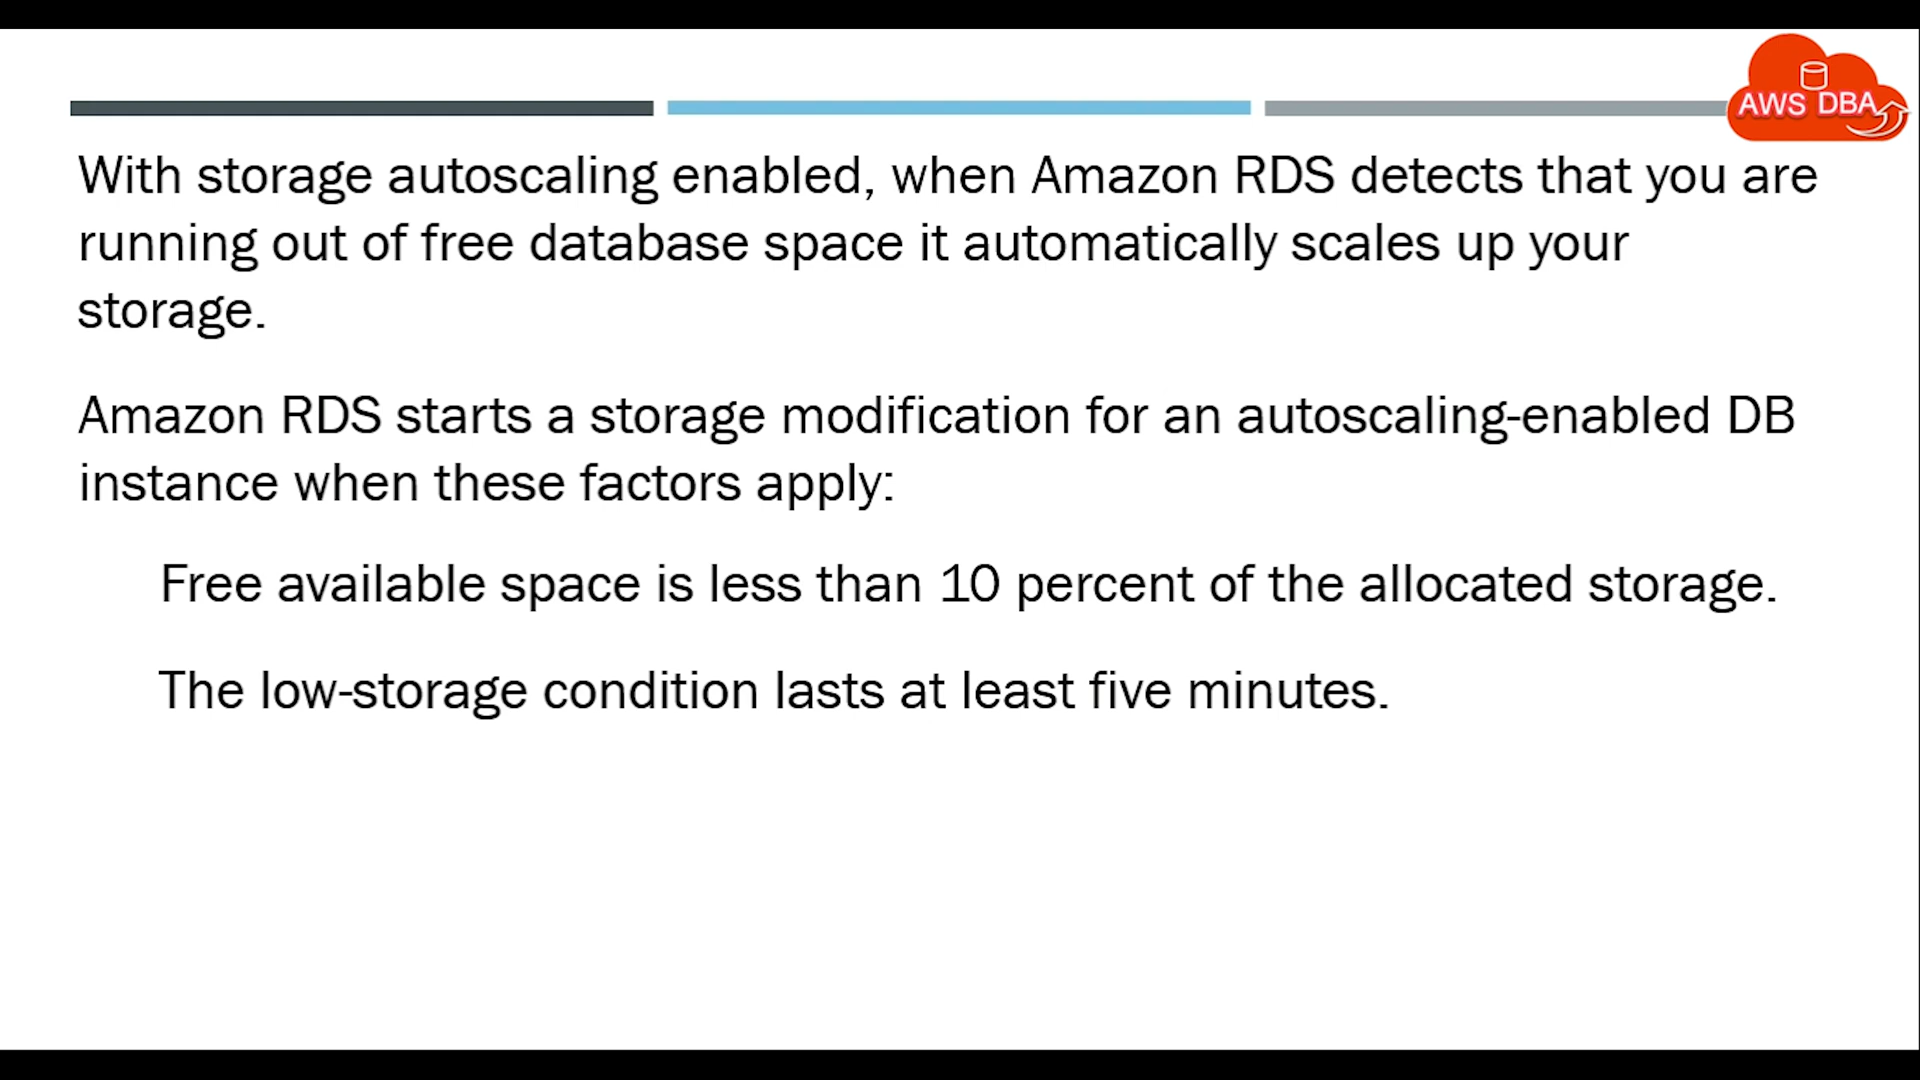 AWS DBA
With storage autoscaling enabled, when Amazon RDS detects that you are
running out of free database space it automatically scales up your
storage.
Amazon RDS starts a storage modification for an autoscaling-enabled DB
instance when these factors apply:
Free available space is less than 10 percent of the allocated storage.
The low-storage condition lasts at least five minutes.